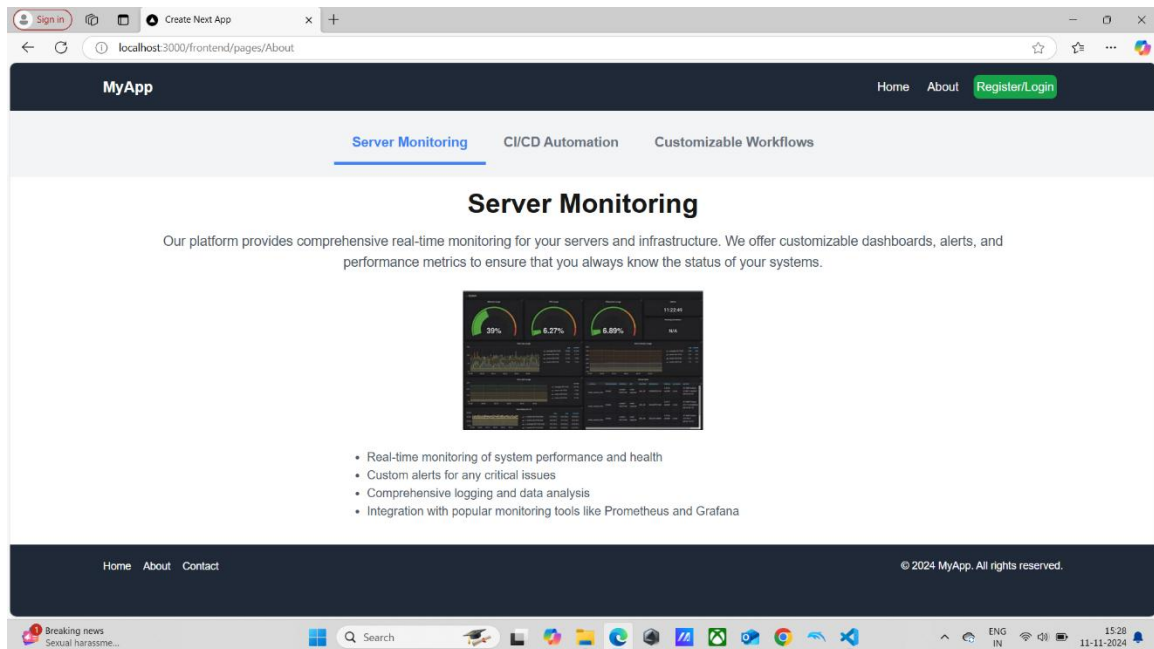 Sign in
Create Next App
localhost:3000/frontend/pages/About
MyApp
Home About Register/Login
Server Monitoring CI/CD Automation Customizable Workflows
Server Monitoring
Our platform provides comprehensive real-time monitoring for your servers and infrastructure. We offer customizable dashboards, alerts, and
performance metrics to ensure that you always know the status of your systems.
11:22:41
39% 6.27% 6.89% N/A
• Real-time monitoring of system performance and health
• Custom alerts for any critical issues
• Comprehensive logging and data analysis
• Integration with popular monitoring tools like Prometheus and Grafana
Home About Contact © 2024 MyApp. All rights reserved.
1
Breaking news
Sexual harassme...
Search
ENG
IN
15:28
11-11-2024